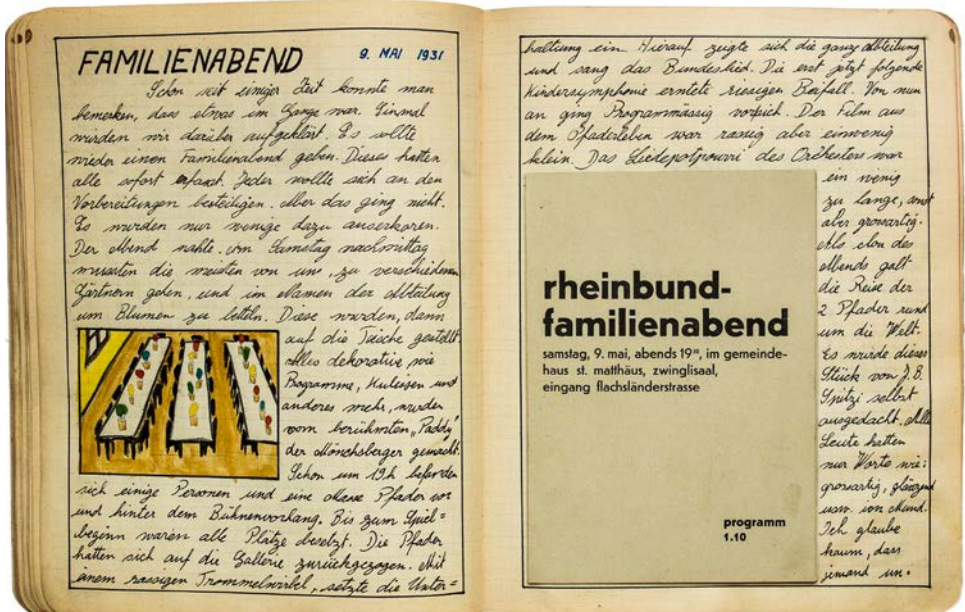 FAMILIENABEND 9. MAI 1931
Schon seit einiger Zeit konnte man
bemerken, dass etwas im Gange war. Einmal
wurden wir darüber aufgeklärt. Es sollte
wieder einen Familienabend geben. Dieses hatten
alle sofort erfasst. Jeder wollte sich an den
Vorbereitungen beteiligen. Aber das ging nicht.
Es wurden nur wenige dazu auserkoren.
Der Abend nahte. Am Samstag nachmittag
mussten die meisten von uns, zu verschiedenen
Gärtnern gehen, und im Namen der Abteilung
um Blumen zu betteln. Diese wurden, dann
auf die Tische gestellt.
Alles dekorative wie
Programme, Kulissen und
anderes mehr, wurden
vom berühmten „Paddy"
der Mönchsberger gemacht.
Schon um 19h befanden
sich einige Personen und eine Masse Pfader vor
und hinter dem Bühnenvorhang. Bis zum Spiel=
beginn waren alle Plätze besetzt. Die Pfader
hatten sich auf die Gallerie zurückgezogen. Mit
einem rassigen Trommelwirbel, setzte die Unter=
haltung ein. Hierauf zeigte sich die ganze Abteilung
und sang das Bundeslied. Die erst jetzt folgende
Kindersymphonie erntete riesigen Beifall. Von nun
an ging Programmässig vorsich. Der Film aus
dem Pfaderleben war rassig aber einwenig
klein. Das Liederpotpourri des Orchesters war
ein wenig
zu lange, sonst
aber grossartig.
Als clou des
Abends galt
die Reise der
2 Pfader rund
um die Welt.
Es wurde dieses
Stück von J.B.
Spitzi selbst
ausgedacht. Alle
Leute hatten
nur Worte wie:
grossartig, glänzend
usw. im Mund.
Ich glaube
kaum, dass
jemand un-
rheinbund-
familienabend
samstag, 9. mai, abends 19³⁰, im gemeinde-
haus st. matthäus, zwinglisaal,
eingang flachsländerstrasse
programm
1.10